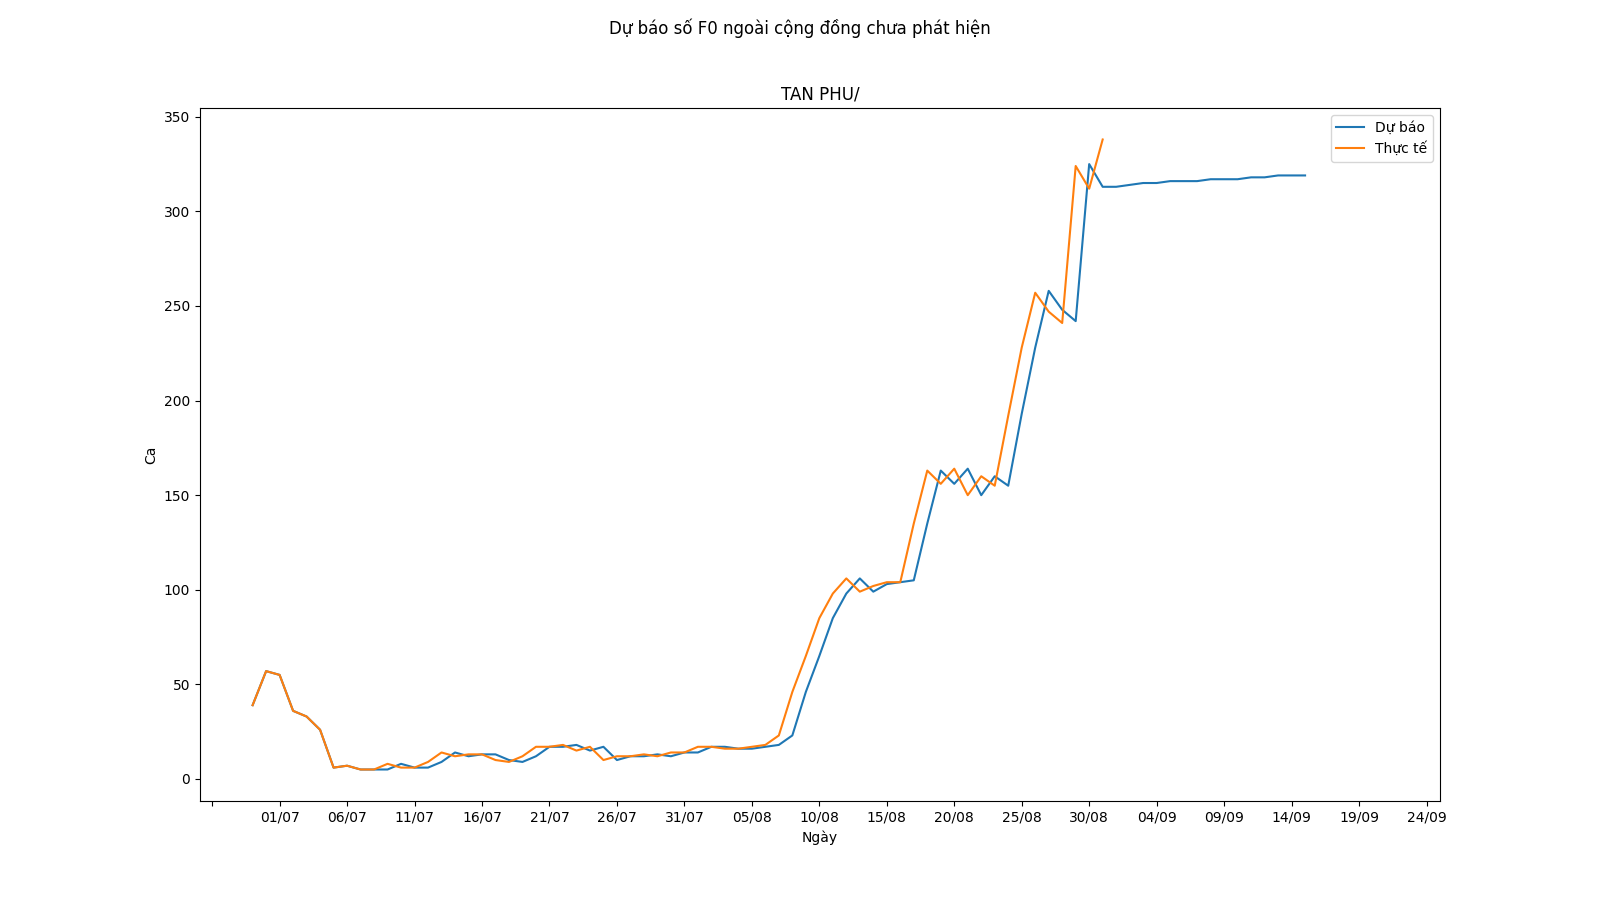 Dự báo số F0 ngoài cộng đồng chưa phát hiện
TAN PHU/
350
300
250
200
150
100
50
0
Ca
Dự báo
Thực tế
01/07 06/07 11/07 16/07 21/07 26/07 31/07 05/08 10/08 15/08 20/08 25/08 30/08 04/09 09/09 14/09 19/09 24/09
Ngày